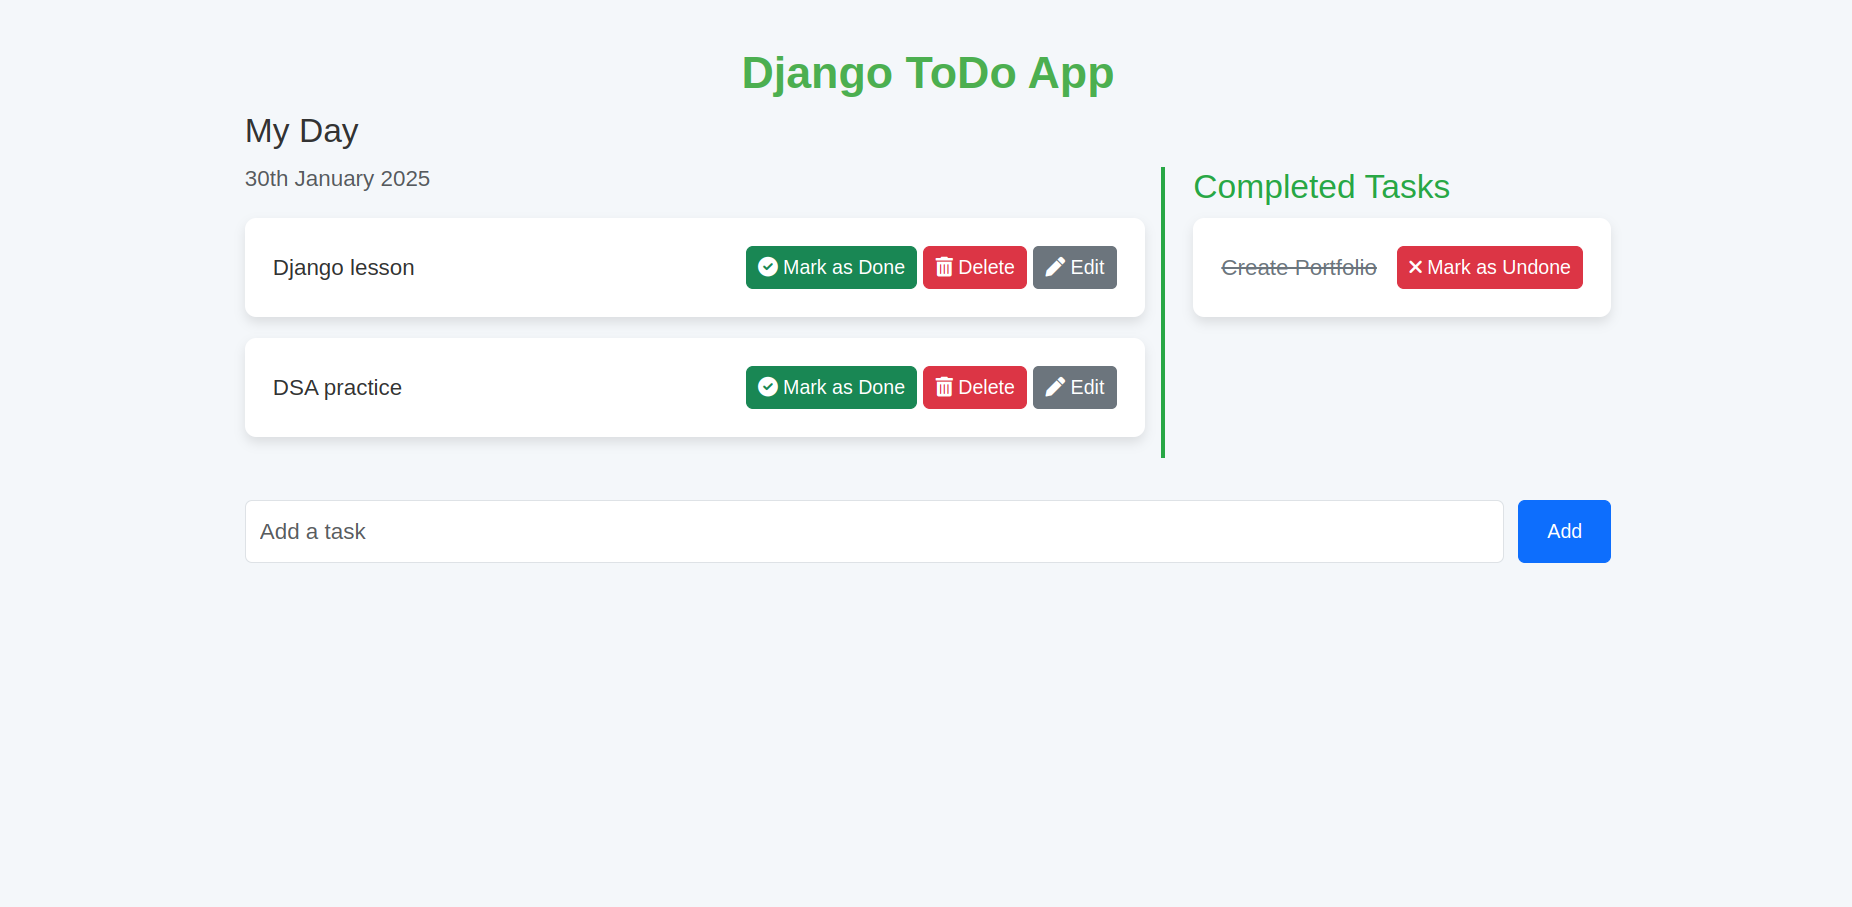 Django ToDo App
My Day
30th January 2025
Django lesson
Mark as Done
Delete
Edit
DSA practice
Mark as Done
Delete
Edit
Completed Tasks
Create Portfolio
Mark as Undone
Add a task
Add